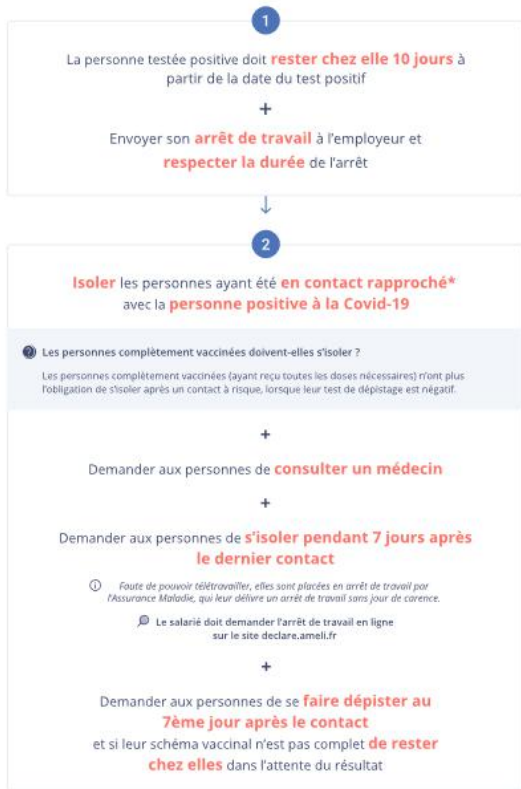 1
La personne testée positive doit rester chez elle 10 jours à
partir de la date du test positif
+
Envoyer son arrêt de travail à l'employeur et
respecter la durée de l'arrêt
2
Isoler les personnes ayant été en contact rapproché*
avec la personne positive à la Covid-19
? Les personnes complètement vaccinées doivent-elles s'isoler ?
Les personnes complètement vaccinées (ayant reçu toutes les doses nécessaires) n'ont plus
l'obligation de s'isoler après un contact à risque, lorsque leur test de dépistage est négatif.
+
Demander aux personnes de consulter un médecin
+
Demander aux personnes de s'isoler pendant 7 jours après
le dernier contact
Faute de pouvoir télétravailler, elles sont placées en arrêt de travail par
l'Assurance Maladie, qui leur délivre un arrêt de travail sans jour de carence.
Le salarié doit demander l'arrêt de travail en ligne
sur le site declare.ameli.fr
+
Demander aux personnes de se faire dépister au
7ème jour après le contact
et si leur schéma vaccinal n'est pas complet de rester
chez elles dans l'attente du résultat